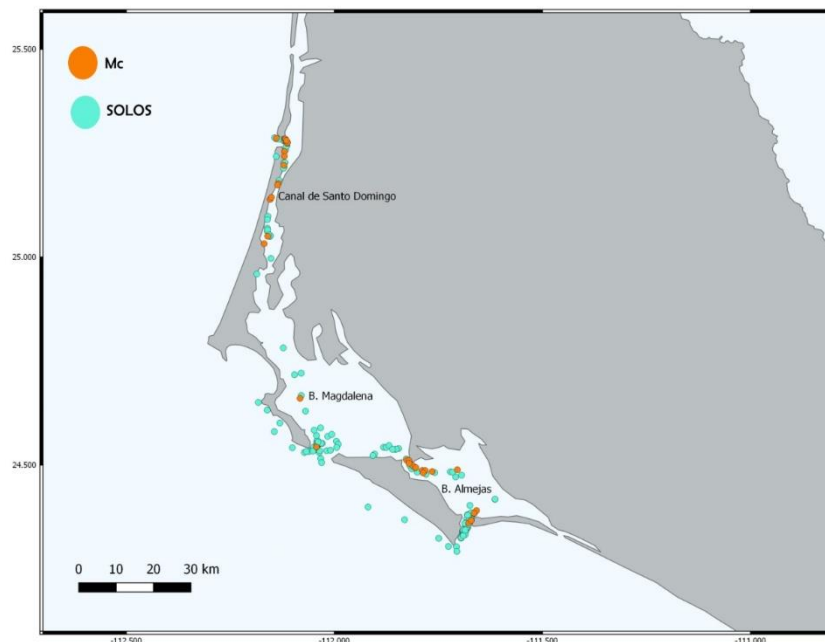 25.500
Mc
SOLOS
Canal de Santo Domingo
25.000
B. Magdalena
24.500
B. Almejas
0 10 20 30 km
-112.500 -112.000 -111.500 -111.000